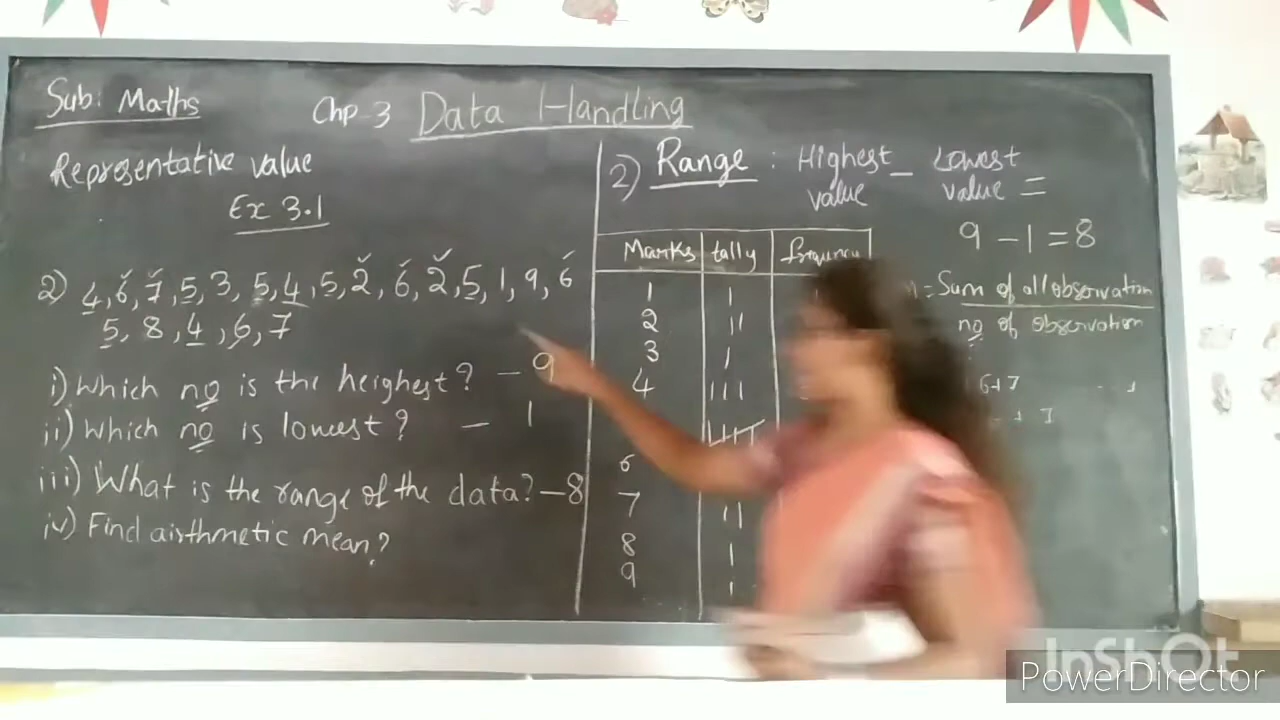 Sub: Maths
Chp-3 Data Handling
Representative value
Ex 3.1
2) 4, 6, 7, 5, 3, 5, 4, 5, 2, 6, 2, 5, 1, 9, 6
5, 8, 4, 6, 7
i) Which no is the heighest? - 9
ii) Which no is lowest? - 1
iii) What is the range of the data? - 8
iv) Find airthmetic mean?
2) Range : Highest value - Lowest value =
9 - 1 = 8
Marks tally
1 |
2 ||
3 |
4 |||
6
7 ||
8 |
9 |
= Sum of all observation
no of observation
6+7
InShOt
PowerDirector